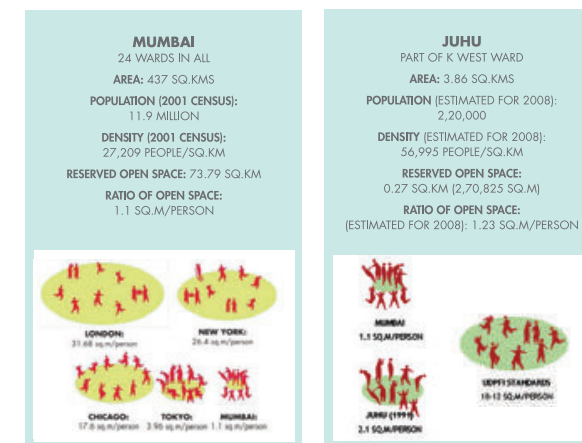 MUMBAI
24 WARDS IN ALL
AREA: 437 SQ.KMS
POPULATION (2001 CENSUS):
11.9 MILLION
DENSITY (2001 CENSUS):
27,209 PEOPLE/SQ.KM
RESERVED OPEN SPACE: 73.79 SQ.KM
RATIO OF OPEN SPACE:
1.1 SQ.M/PERSON
LONDON:
31.68 sq.m/person
NEW YORK:
26.4 sq.m/person
CHICAGO:
17.6 sq.m/person
TOKYO:
3.96 sq.m/person
MUMBAI:
1.1 sq.m/person
JUHU
PART OF K WEST WARD
AREA: 3.86 SQ.KMS
POPULATION (ESTIMATED FOR 2008):
2,20,000
DENSITY (ESTIMATED FOR 2008):
56,995 PEOPLE/SQ.KM
RESERVED OPEN SPACE:
0.27 SQ.KM (2,70,825 SQ.M)
RATIO OF OPEN SPACE:
(ESTIMATED FOR 2008): 1.23 SQ.M/PERSON
MUMBAI
1.1 SQ.M/PERSON
JUHU (1991)
2.1 SQ.M/PERSON
UDPFI STANDARDS
10-12 SQ.M/PERSON